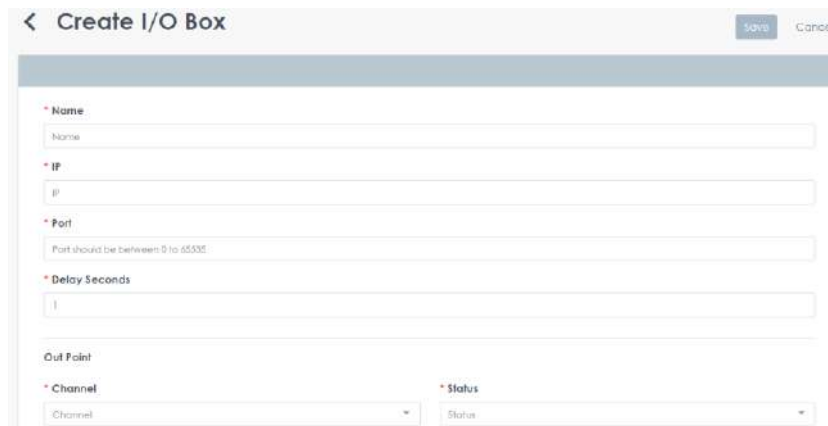 Create I/O Box
Save Cance
* Name
Name
* IP
IP
* Port
Port should be between 0 to 65535
* Delay Seconds
1
Out Point
* Channel * Status
Channel Status